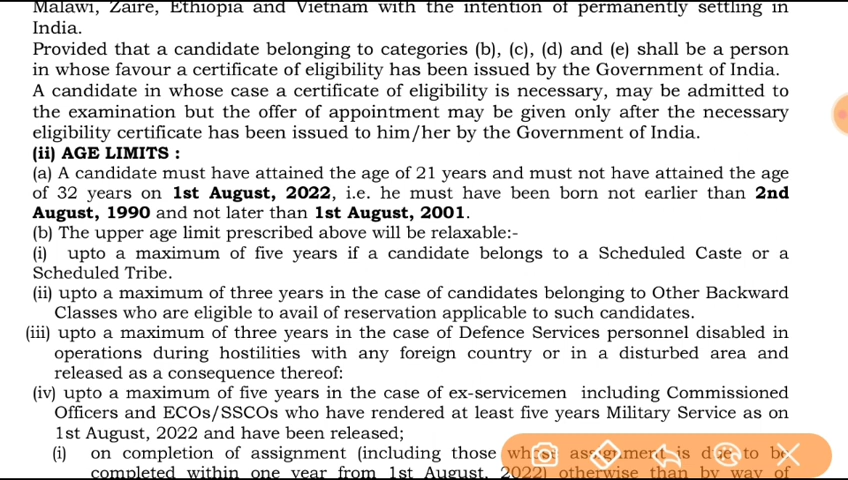 Malawi, Zaire, Ethiopia and Vietnam with the intention of permanently settling in
India.
Provided that a candidate belonging to categories (b), (c), (d) and (e) shall be a person
in whose favour a certificate of eligibility has been issued by the Government of India.
A candidate in whose case a certificate of eligibility is necessary, may be admitted to
the examination but the offer of appointment may be given only after the necessary
eligibility certificate has been issued to him/her by the Government of India.
(ii) AGE LIMITS :
(a) A candidate must have attained the age of 21 years and must not have attained the age
of 32 years on 1st August, 2022, i.e. he must have been born not earlier than 2nd
August, 1990 and not later than 1st August, 2001.
(b) The upper age limit prescribed above will be relaxable:-
(i) upto a maximum of five years if a candidate belongs to a Scheduled Caste or a
Scheduled Tribe.
(ii) upto a maximum of three years in the case of candidates belonging to Other Backward
Classes who are eligible to avail of reservation applicable to such candidates.
(iii) upto a maximum of three years in the case of Defence Services personnel disabled in
operations during hostilities with any foreign country or in a disturbed area and
released as a consequence thereof:
(iv) upto a maximum of five years in the case of ex-servicemen including Commissioned
Officers and ECOs/SSCOs who have rendered at least five years Military Service as on
1st August, 2022 and have been released;
(i) on completion of assignment (including those whose assignment is due to be
completed within one year from 1st August, 2022) otherwise than by way of